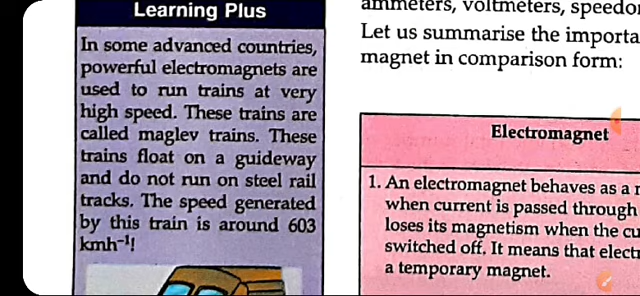 Learning Plus
In some advanced countries,
powerful electromagnets are
used to run trains at very
high speed. These trains are
called maglev trains. These
trains float on a guideway
and do not run on steel rail
tracks. The speed generated
by this train is around 603
kmh⁻¹!
ammeters, voltmeters, speedo
Let us summarise the importa
magnet in comparison form:
Electromagnet
1. An electromagnet behaves as a
when current is passed through
loses its magnetism when the cu
switched off. It means that elect
a temporary magnet.